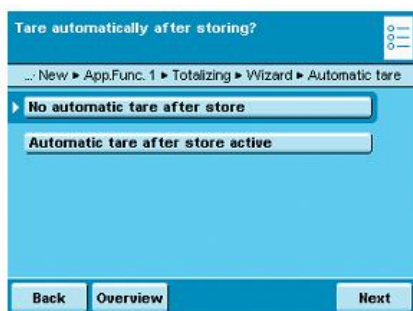 Tare automatically after storing?
...· New ▸ App.Func. 1 ▸ Totalizing ▸ Wizard ▸ Automatic tare
No automatic tare after store
Automatic tare after store active
Back Overview Next